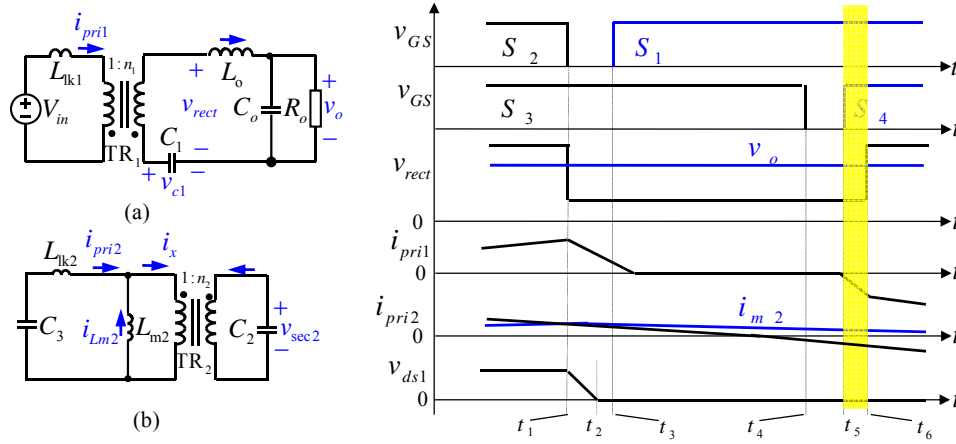 i_pri1
L_lk1
1:n_1
V_in
TR_1
+
v_rect
L_o
C_o
R_o
+
v_o
−
C_1
−
+ v_c1 −
(a)
i_pri2
i_x
L_lk2
1:n_2
C_3
i_Lm2
L_m2
TR_2
C_2
+
v_sec2
−
(b)
v_GS
S_2
S_1
t
v_GS
S_3
S_4
t
v_rect
v_o
0
t
i_pri1
0
t
i_pri2
i_m_2
0
t
v_ds1
0
t
t_1 t_2 t_3 t_4 t_5 t_6